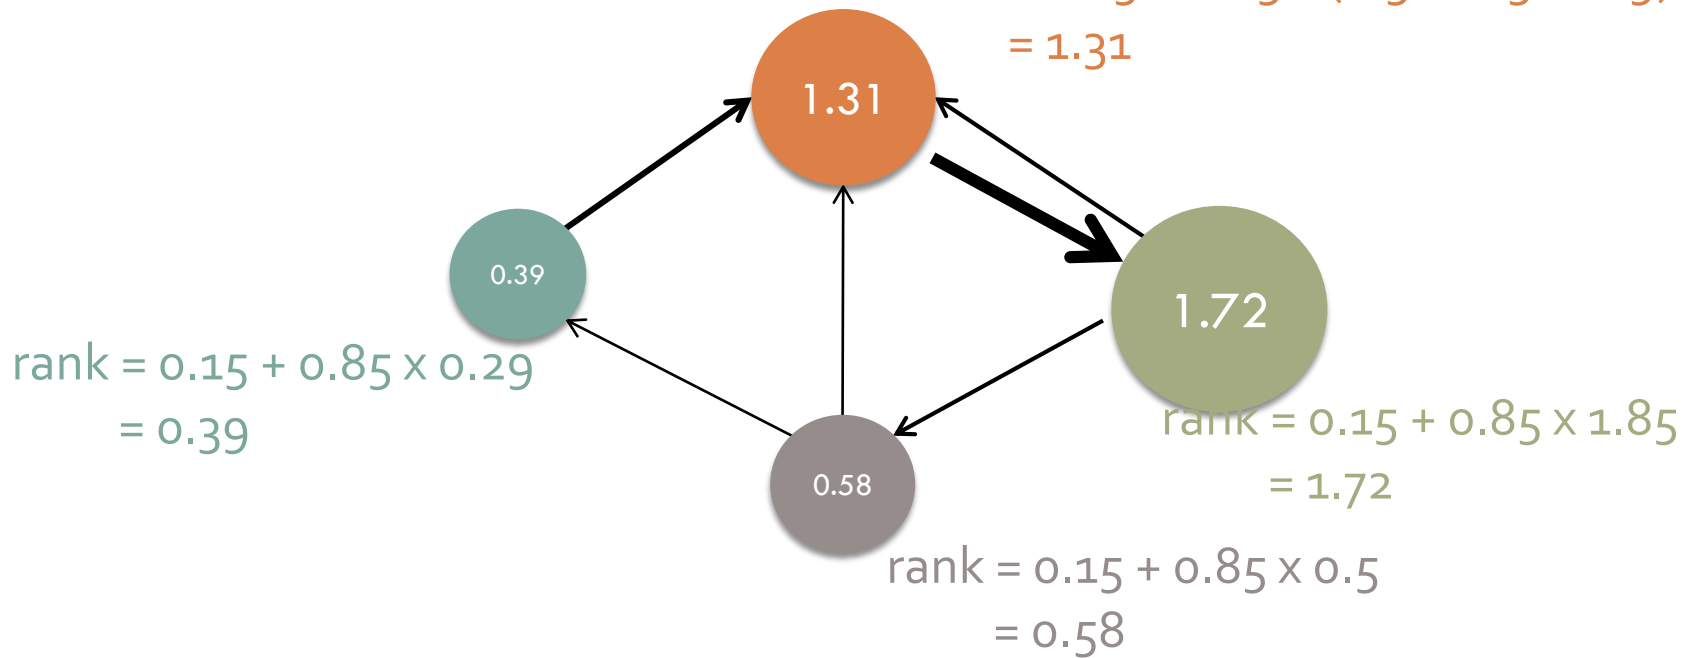 = 1.31
1.31
0.39
1.72
rank = 0.15 + 0.85 x 0.29
= 0.39
rank = 0.15 + 0.85 x 1.85
= 1.72
0.58
rank = 0.15 + 0.85 x 0.5
= 0.58